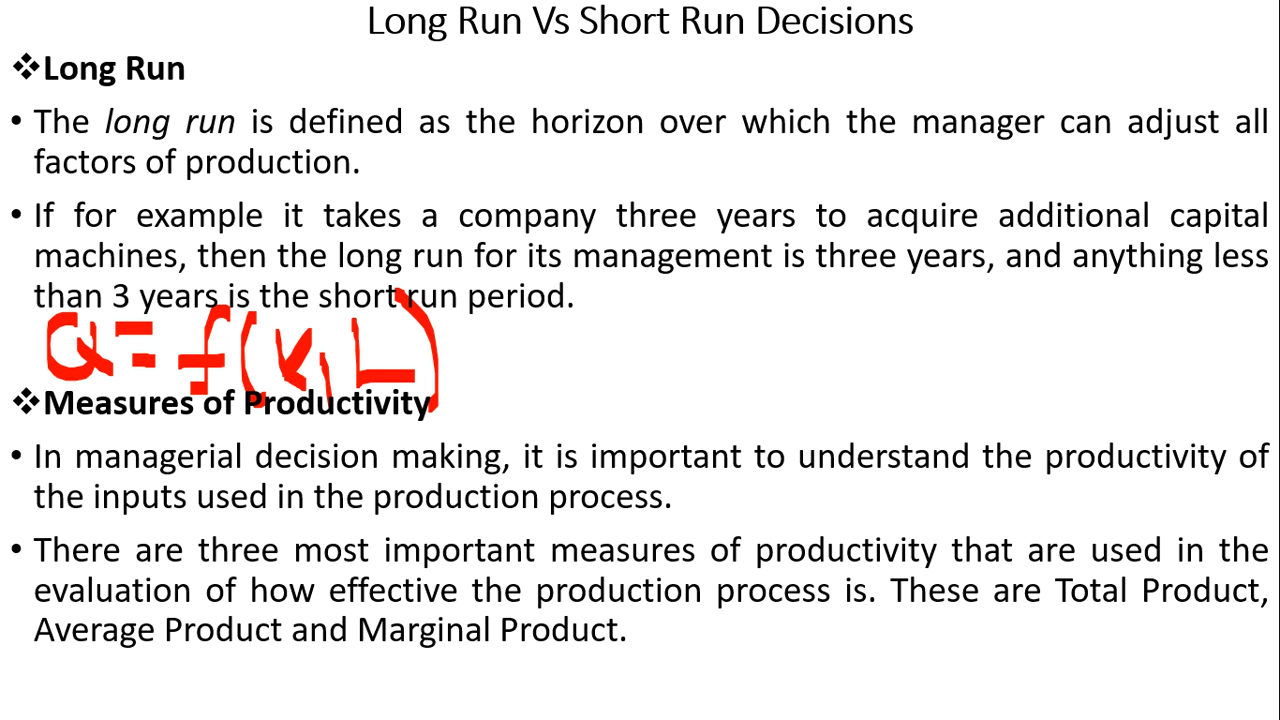 Long Run Vs Short Run Decisions
❖Long Run
• The long run is defined as the horizon over which the manager can adjust all
factors of production.
• If for example it takes a company three years to acquire additional capital
machines, then the long run for its management is three years, and anything less
than 3 years is the short run period.
Q = f(K, L)
❖Measures of Productivity
• In managerial decision making, it is important to understand the productivity of
the inputs used in the production process.
• There are three most important measures of productivity that are used in the
evaluation of how effective the production process is. These are Total Product,
Average Product and Marginal Product.